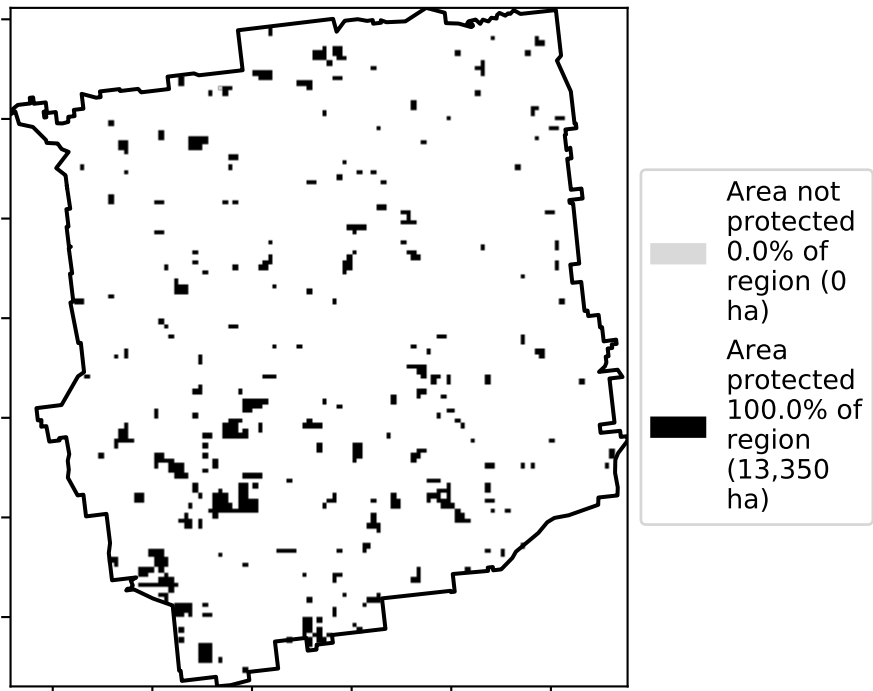 Area not
protected
0.0% of
region (0
ha)
Area
protected
100.0% of
region
(13,350
ha)